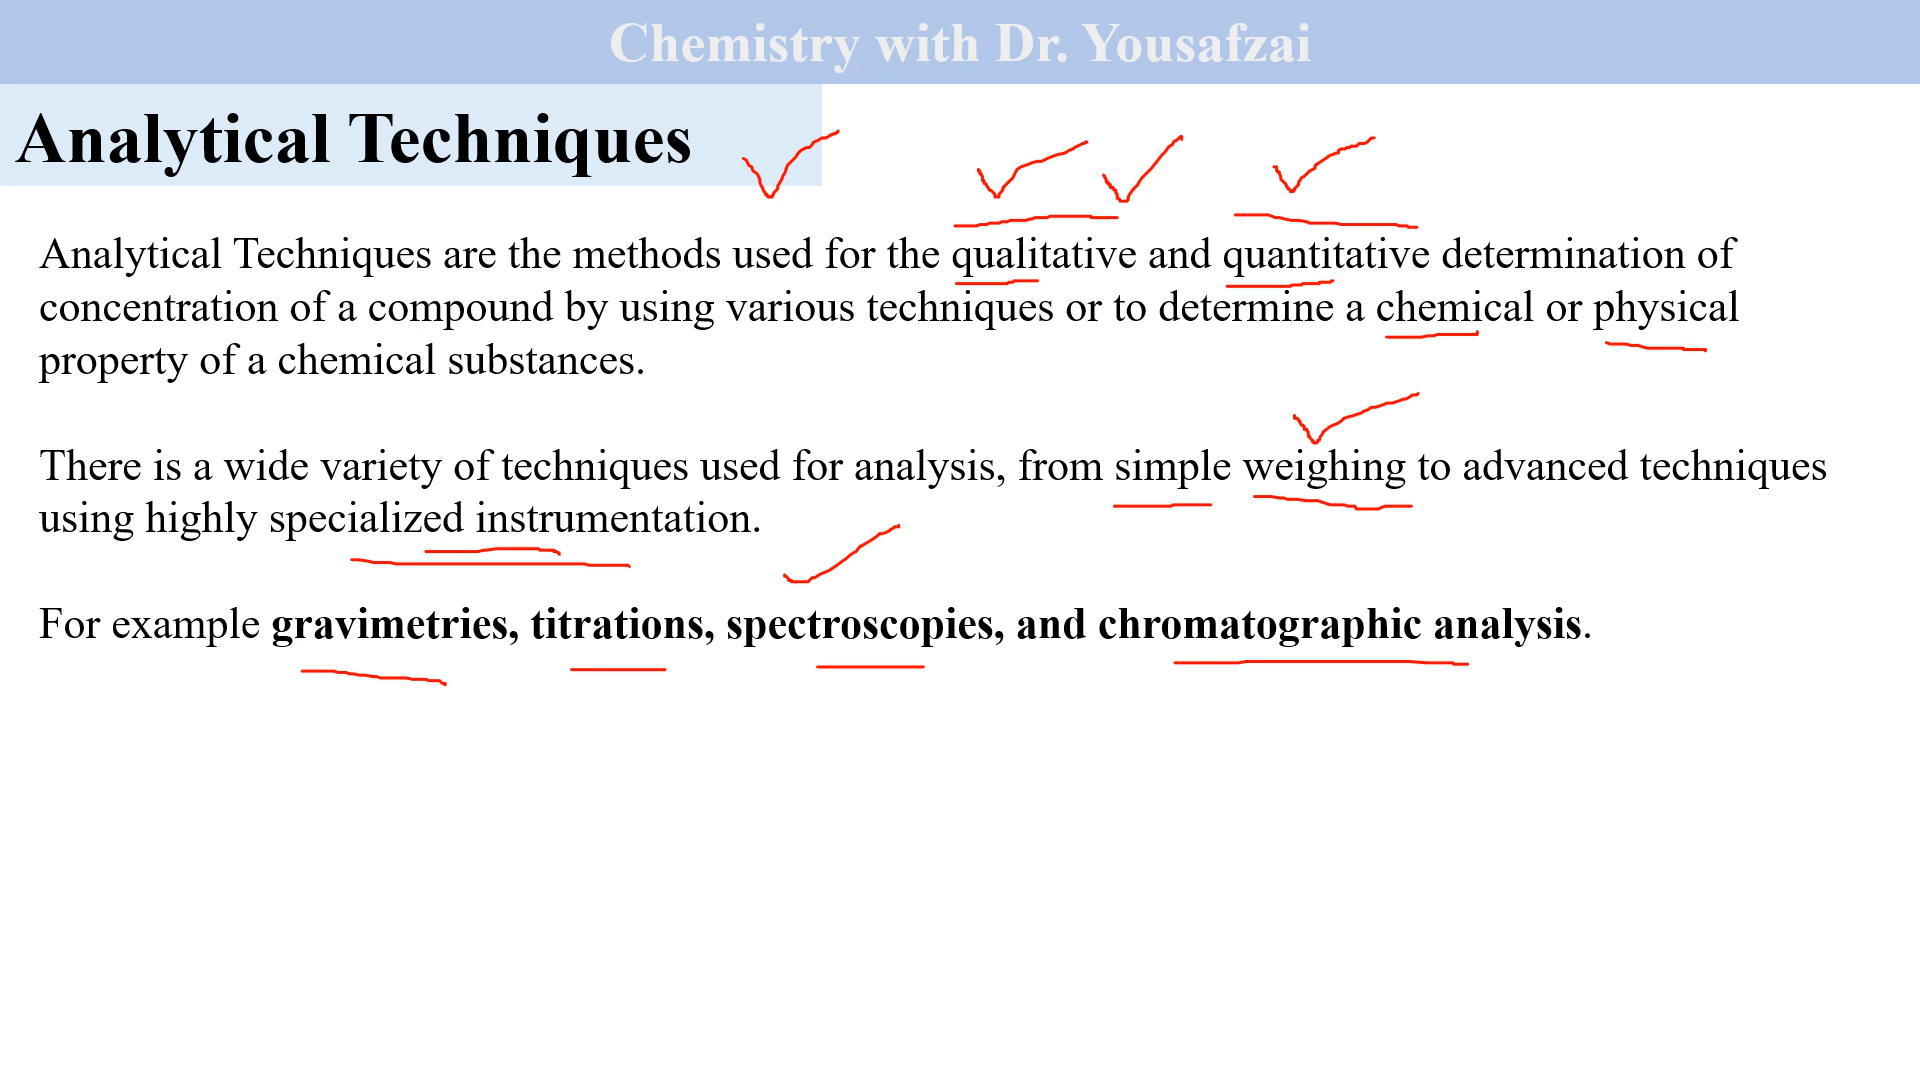 Chemistry with Dr. Yousafzai
Analytical Techniques
Analytical Techniques are the methods used for the qualitative and quantitative determination of
concentration of a compound by using various techniques or to determine a chemical or physical
property of a chemical substances.
There is a wide variety of techniques used for analysis, from simple weighing to advanced techniques
using highly specialized instrumentation.
For example gravimetries, titrations, spectroscopies, and chromatographic analysis.